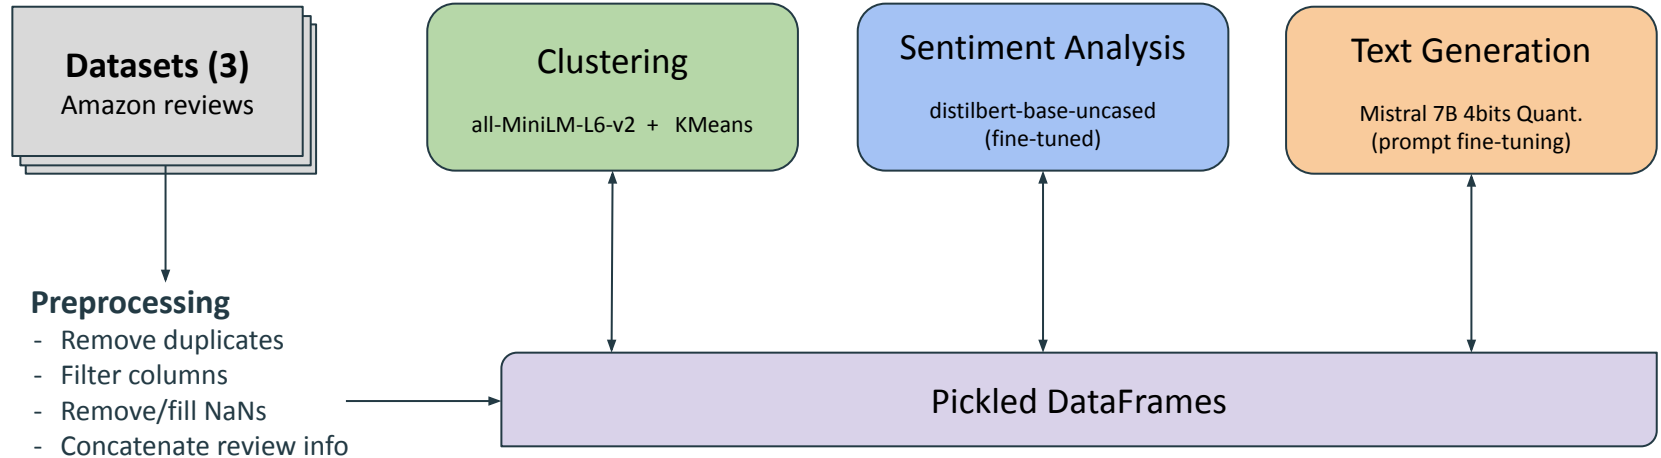 Datasets (3)
Amazon reviews
Clustering
all-MiniLM-L6-v2 + KMeans
Sentiment Analysis
distilbert-base-uncased
(fine-tuned)
Text Generation
Mistral 7B 4bits Quant.
(prompt fine-tuning)
Preprocessing
- Remove duplicates
- Filter columns
- Remove/fill NaNs
- Concatenate review info
Pickled DataFrames